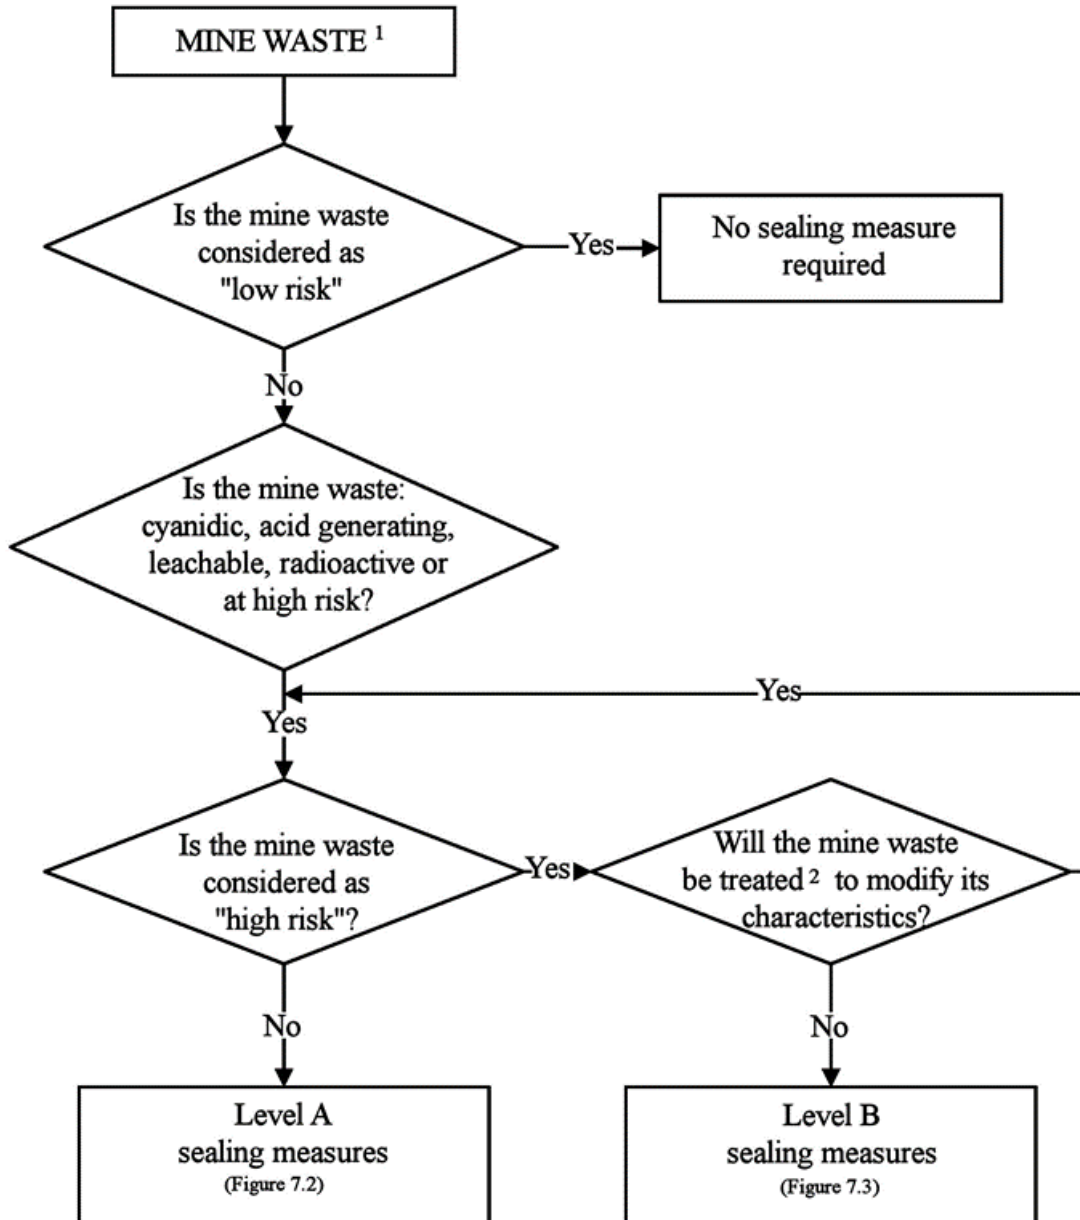 MINE WASTE 1
Is the mine waste
considered as
"low risk"
Yes
No sealing measure
required
No
Is the mine waste:
cyanidic, acid generating,
leachable, radioactive or
at high risk?
Yes
Yes
Is the mine waste
considered as
"high risk"?
Yes
Will the mine waste
be treated 2 to modify its
characteristics?
No
No
Level A
sealing measures
(Figure 7.2)
Level B
sealing measures
(Figure 7.3)